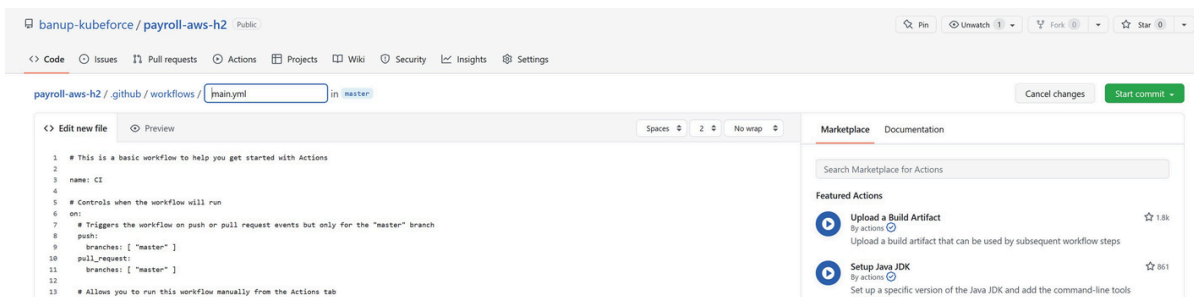 banup-kubeforce / payroll-aws-h2 Public
Pin Unwatch 1 Fork 0 Star 0
<> Code Issues Pull requests Actions Projects Wiki Security Insights Settings
payroll-aws-h2 / .github / workflows / main.yml in master
Cancel changes Start commit
<> Edit new file Preview
Spaces 2 No wrap
Marketplace Documentation
1 # This is a basic workflow to help you get started with Actions
2
3 name: CI
4
5 # Controls when the workflow will run
6 on:
7 # Triggers the workflow on push or pull request events but only for the "master" branch
8 push:
9 branches: [ "master" ]
10 pull_request:
11 branches: [ "master" ]
12
13 # Allows you to run this workflow manually from the Actions tab
Search Marketplace for Actions
Featured Actions
Upload a Build Artifact 1.8k
By actions
Upload a build artifact that can be used by subsequent workflow steps
Setup Java JDK 861
By actions
Set up a specific version of the Java JDK and add the command-line tools